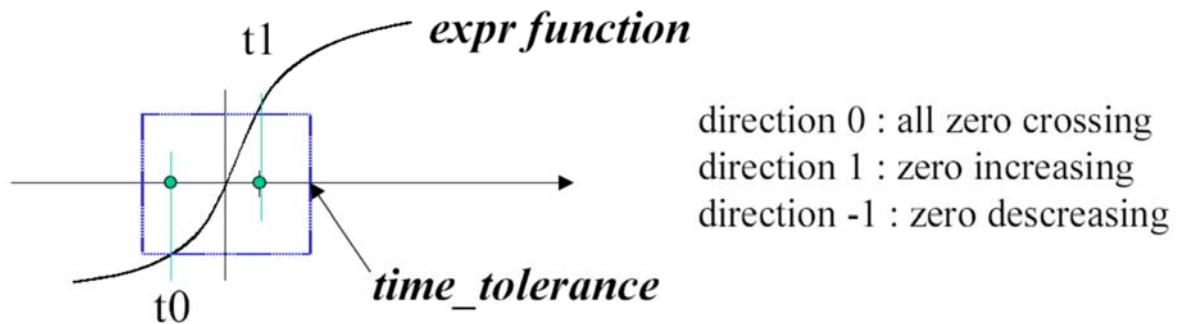 t1
expr function
direction 0 : all zero crossing
direction 1 : zero increasing
direction -1 : zero descreasing
time_tolerance
t0